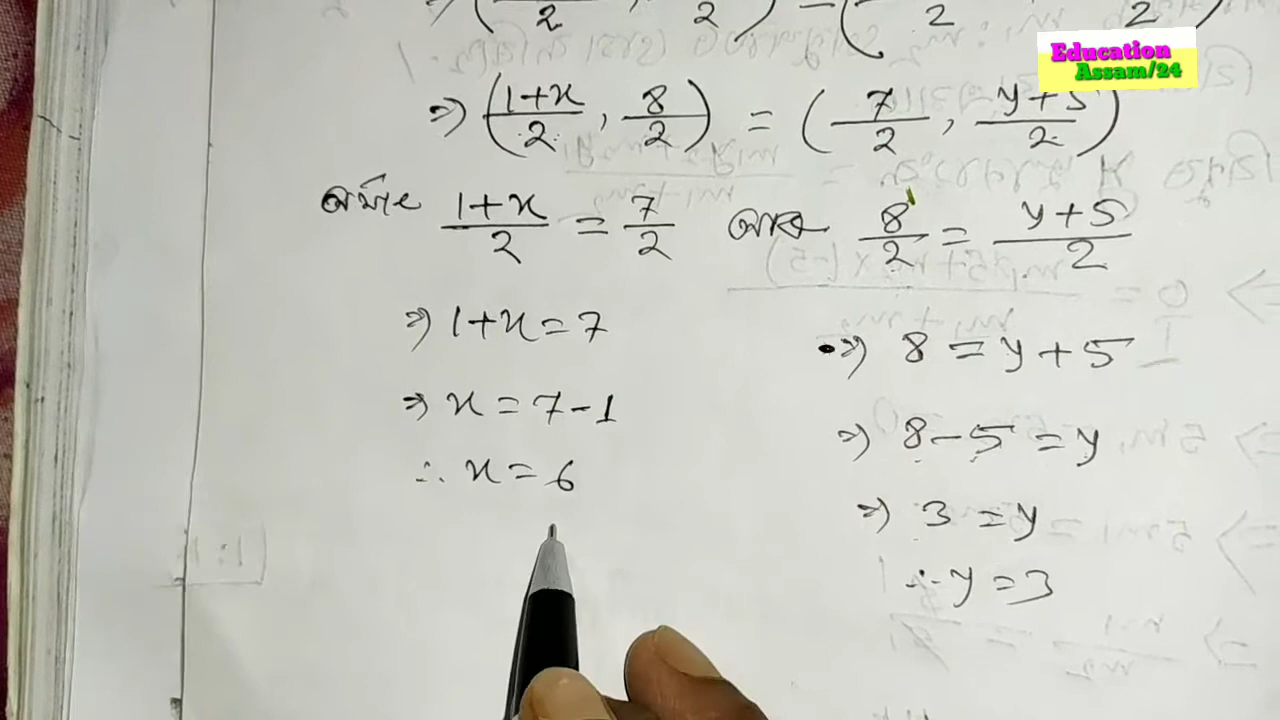 Education
Assam/24
⇒ ((1+x)/2, 8/2) = (7/2, (y+5)/2)
অৰ্থাৎ (1+x)/2 = 7/2 আৰু 8/2 = (y+5)/2
⇒ 1+x = 7
⇒ 8 = y+5
⇒ x = 7-1
⇒ 8-5 = y
∴ x = 6
⇒ 3 = y
∴ y = 3